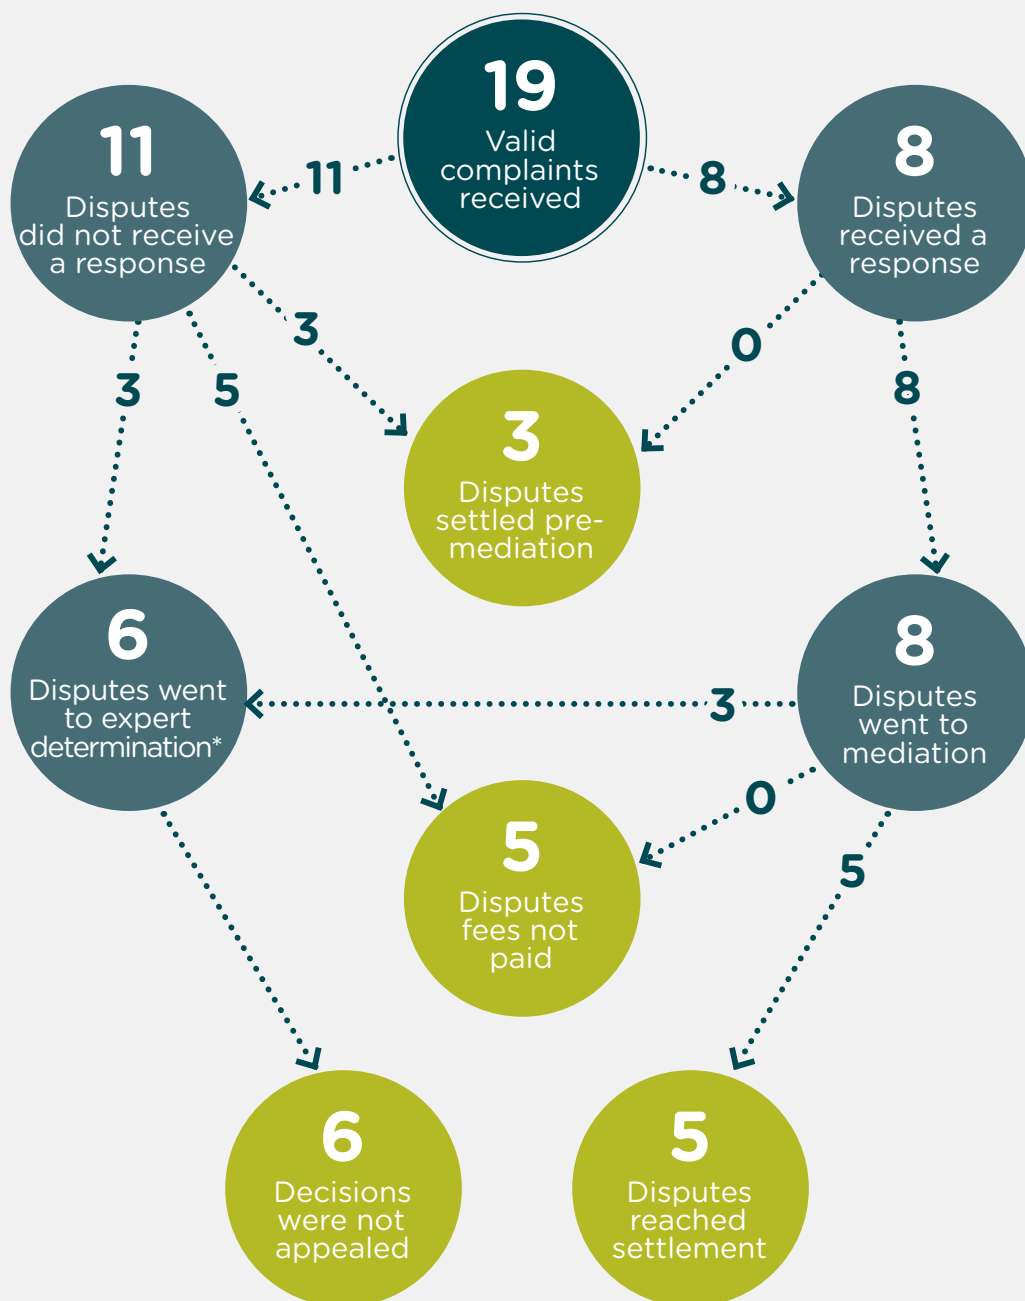 19
Valid
complaints
received
11
Disputes
did not receive
a response
8
Disputes
received a
response
11
8
3
0
3
5
8
3
Disputes
settled pre-
mediation
6
Disputes went
to expert
determination*
8
Disputes
went to
mediation
3
0
5
5
Disputes
fees not
paid
6
Decisions
were not
appealed
5
Disputes
reached
settlement